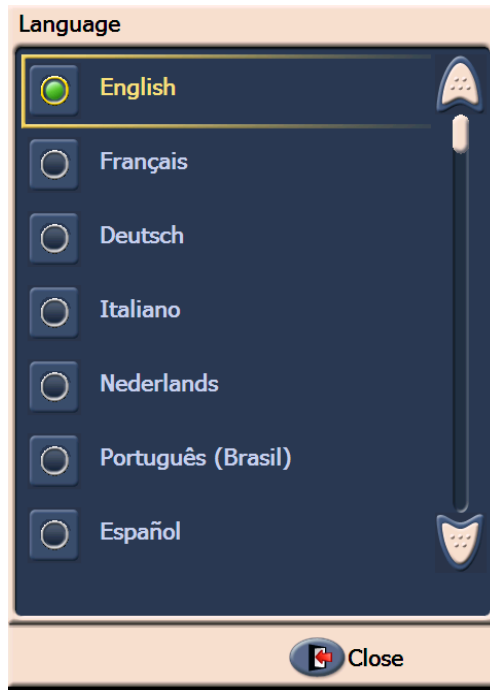 Language
English
Français
Deutsch
Italiano
Nederlands
Português (Brasil)
Español
Close